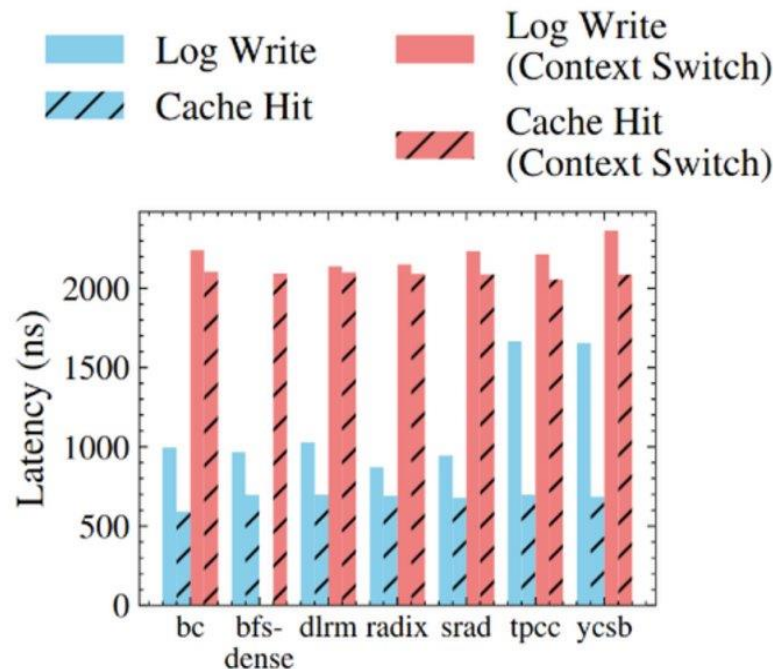 Log Write
Cache Hit
Log Write
(Context Switch)
Cache Hit
(Context Switch)
Latency (ns)
2000
1500
1000
500
0
bc
bfs-
dense
dlrm
radix
srad
tpcc
ycsb